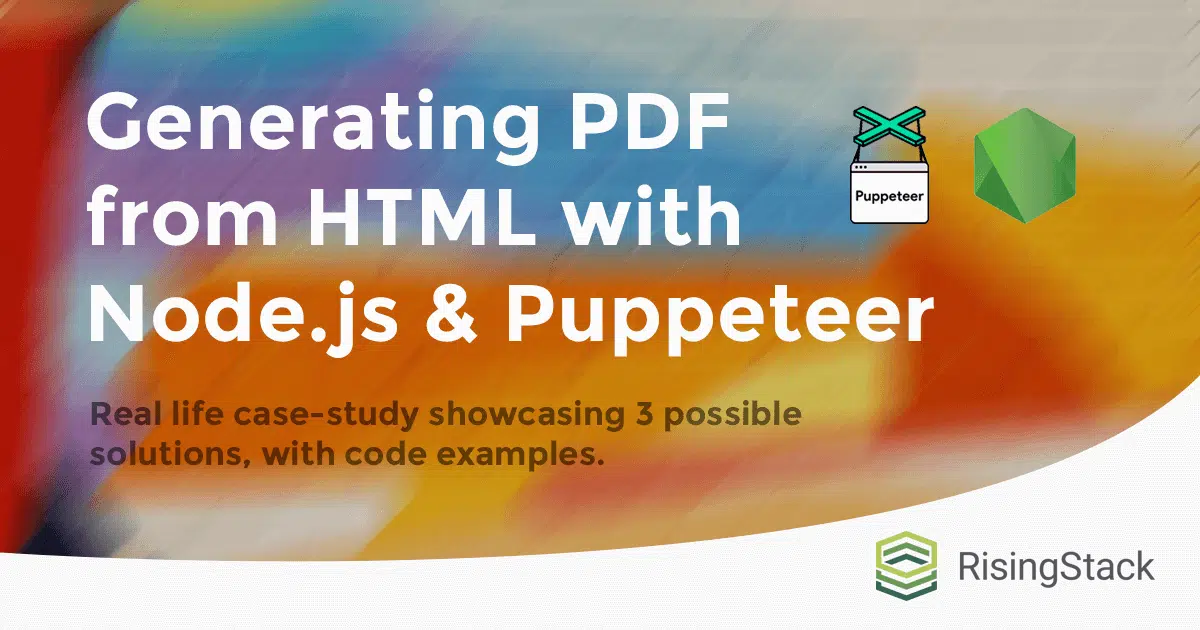 Generating PDF
from HTML with
Node.js & Puppeteer
Puppeteer
Real life case-study showcasing 3 possible
solutions, with code examples.
RisingStack